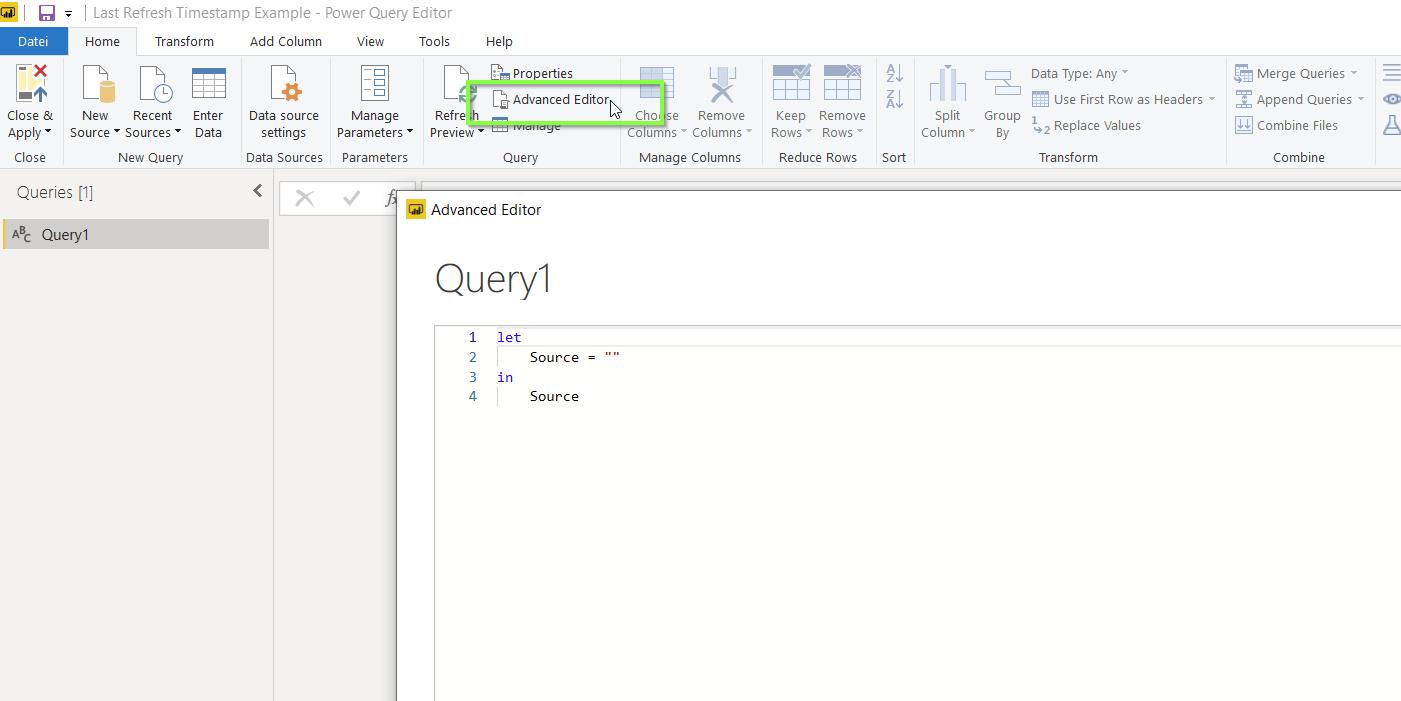 Last Refresh Timestamp Example - Power Query Editor
Datei Home Transform Add Column View Tools Help
Close & Apply
Close
New Source
Recent Sources
Enter Data
New Query
Data source settings
Data Sources
Manage Parameters
Parameters
Refresh Preview
Properties
Advanced Editor
Manage
Query
Choose Columns
Remove Columns
Manage Columns
Keep Rows
Remove Rows
Reduce Rows
A
Z
Z
A
Sort
Split Column
Group By
Data Type: Any
Use First Row as Headers
1
2 Replace Values
Transform
Merge Queries
Append Queries
Combine Files
Combine
Queries [1]
fx
ABC Query1
Advanced Editor
Query1
1 let
2 Source = ""
3 in
4 Source